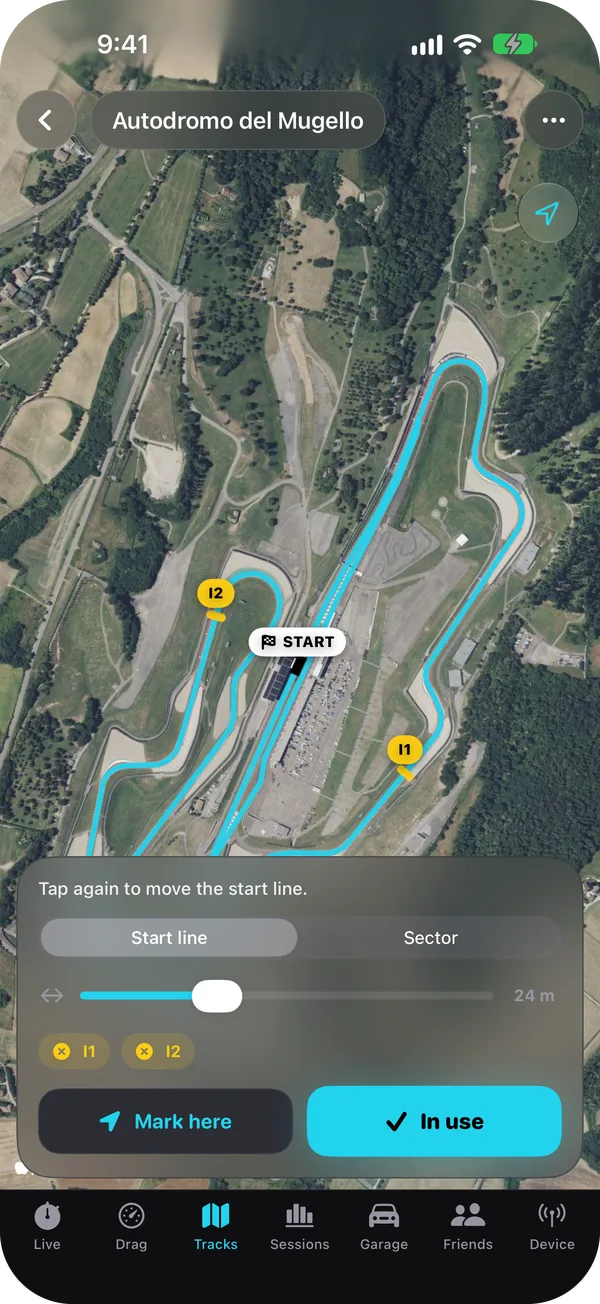 9:41
Autodromo del Mugello
I2
START
I1
Tap again to move the start line.
Start line
Sector
24 m
I1
I2
Mark here
In use
Live
Drag
Tracks
Sessions
Garage
Friends
Device